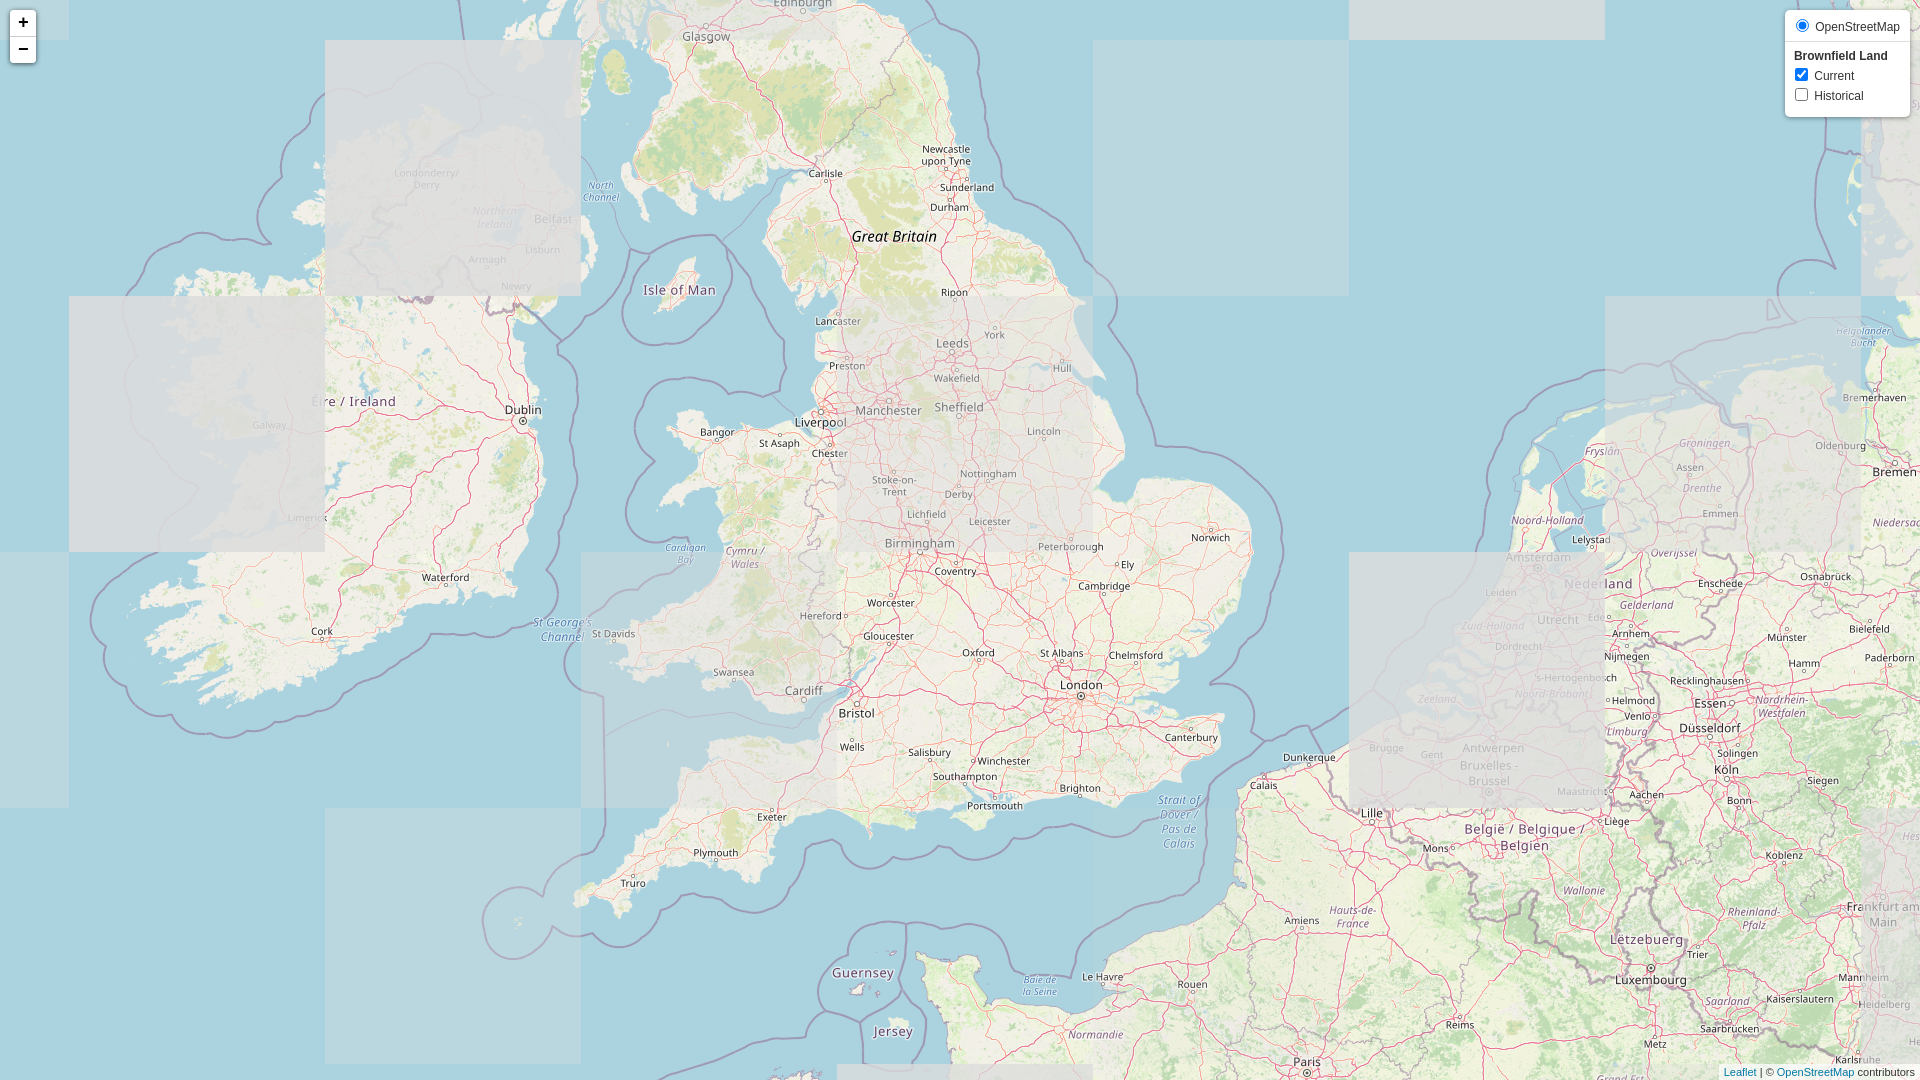 +
−
OpenStreetMap
Brownfield Land
Current
Historical
Edinburgh
Glasgow
Newcastle
upon Tyne
Carlisle
Sunderland
Durham
Londonderry/
Derry
North
Channel
Northern
Ireland
Belfast
Lisburn
Armagh
Newry
Great Britain
Isle of Man
Ripon
Lancaster
York
Leeds
Preston
Wakefield
Hull
Helgoländer
Bucht
Éire / Ireland
Dublin
Galway
Manchester
Sheffield
Liverpool
Lincoln
Bangor
St Asaph
Chester
Bremerhaven
Groningen
Oldenburg
Fryslân
Assen
Bremen
Stoke-on-
Trent
Nottingham
Derby
Drenthe
Limerick
Lichfield
Leicester
Emmen
Noord-Holland
Niedersac
Birmingham
Peterborough
Norwich
Lelystad
Cardigan
Bay
Cymru /
Wales
Overijssel
Amsterdam
Coventry
Ely
Waterford
Cambridge
Nederland
Enschede
Osnabrück
Leiden
Worcester
Gelderland
Hereford
St George's
Channel
Cork
St Davids
Gloucester
Zuid-Holland
Utrecht
Ede
Arnhem
Münster
Bielefeld
Oxford
St Albans
Chelmsford
Dordrecht
Nijmegen
Hamm
Paderborn
Swansea
Cardiff
London
's-Hertogenbosch
Recklinghausen
Noord-Brabant
Zeeland
Helmond
Essen
Nordrhein-
Westfalen
Bristol
Venlo
Düsseldorf
Limburg
Canterbury
Wells
Salisbury
Winchester
Dunkerque
Brugge
Gent
Antwerpen
Bruxelles -
Brussel
Solingen
Köln
Siegen
Southampton
Calais
Brighton
Maastricht
Aachen
Portsmouth
Strait of
Dover /
Pas de
Calais
Bonn
Exeter
Lille
Liège
België / Belgique /
Belgien
Hes
Plymouth
Mons
Koblenz
Truro
Wallonie
Hauts-de-
France
Amiens
Rheinland-
Pfalz
Frankfurt am
Main
Lëtzebuerg
Trier
Guernsey
Le Havre
Baie de
la Seine
Rouen
Luxembourg
Mannheim
Kaiserslautern
Heidelberg
Saarland
Jersey
Normandie
Reims
Saarbrücken
Metz
Karlsruhe
Paris
Grand Est
Leaflet | © OpenStreetMap contributors